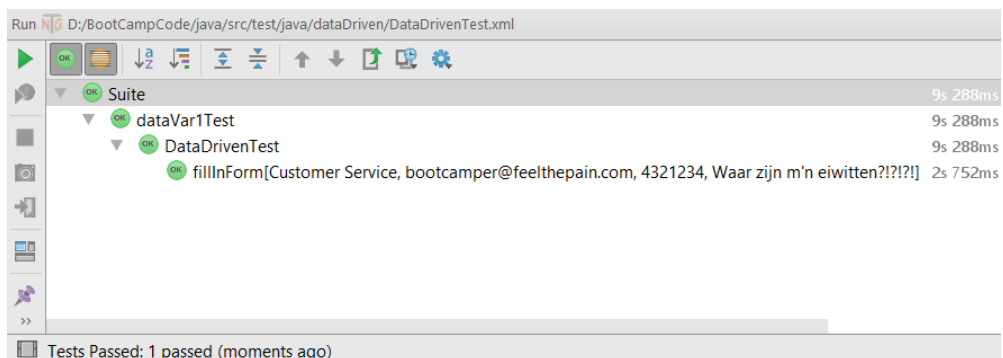 Run NG D:/BootCampCode/java/src/test/java/dataDriven/DataDrivenTest.xml
OK
OK Suite 9s 288ms
OK dataVar1Test 9s 288ms
OK DataDrivenTest 9s 288ms
OK fillInForm[Customer Service, bootcamper@feelthepain.com, 4321234, Waar zijn m'n eiwitten?!?!?!] 2s 752ms
Tests Passed: 1 passed (moments ago)